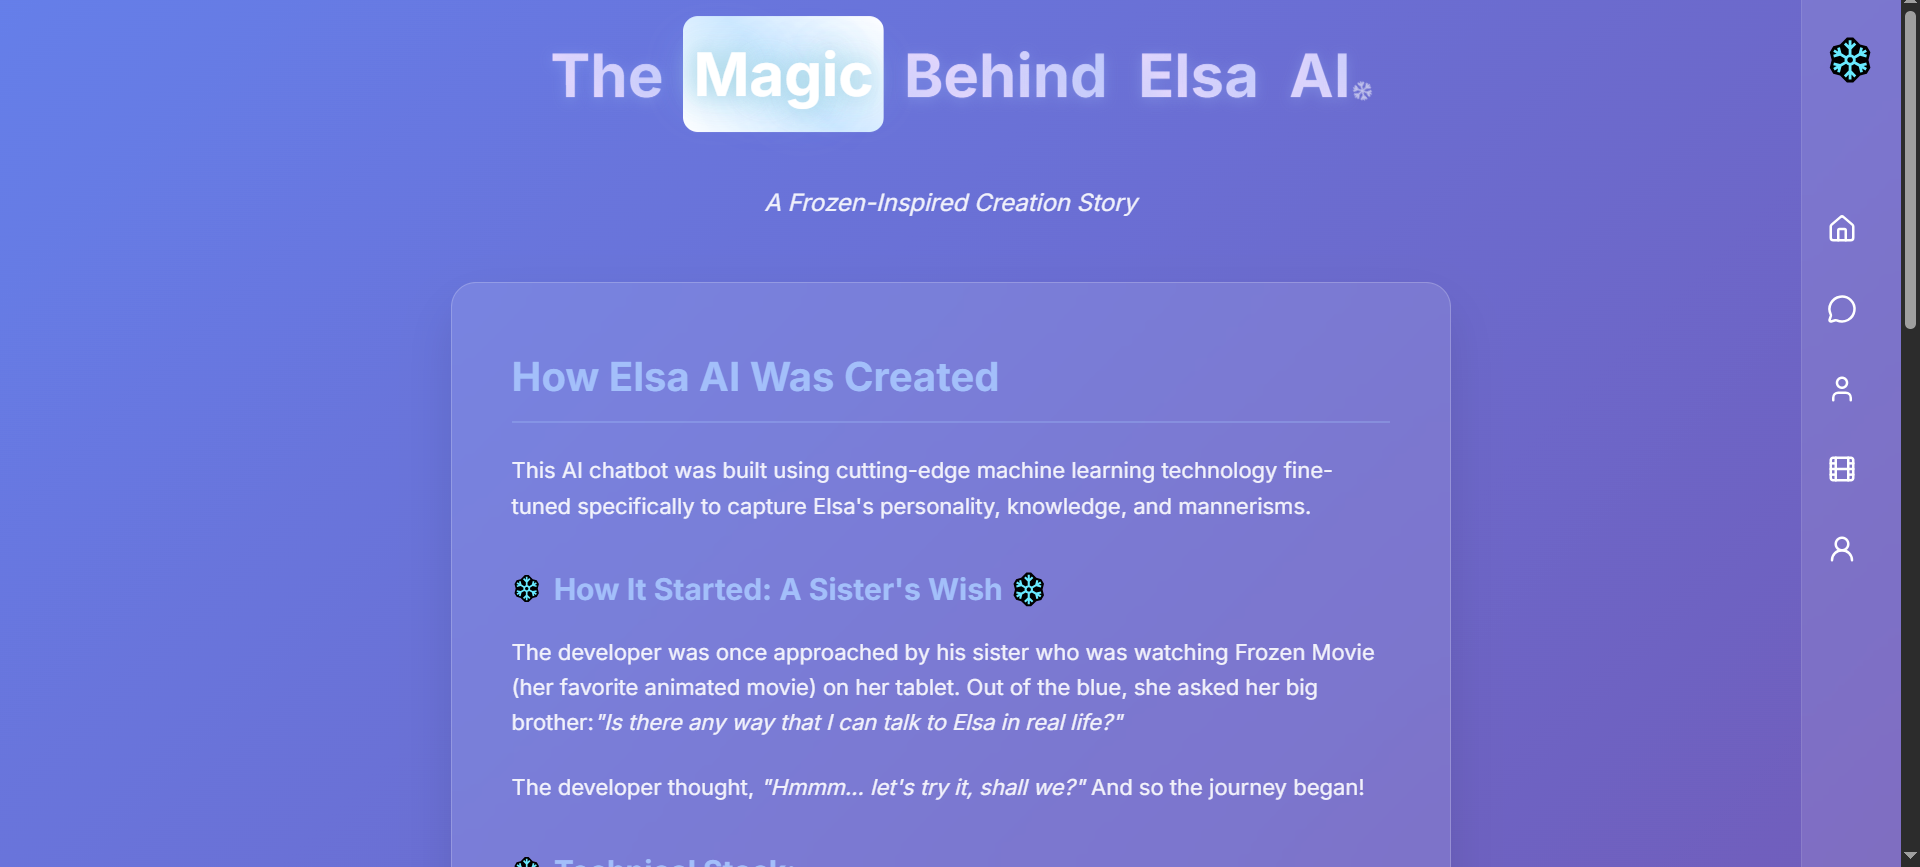 The Magic Behind Elsa AI
A Frozen-Inspired Creation Story
How Elsa AI Was Created
This AI chatbot was built using cutting-edge machine learning technology fine-
tuned specifically to capture Elsa's personality, knowledge, and mannerisms.
How It Started: A Sister's Wish
The developer was once approached by his sister who was watching Frozen Movie
(her favorite animated movie) on her tablet. Out of the blue, she asked her big
brother:"Is there any way that I can talk to Elsa in real life?"
The developer thought, "Hmmm... let's try it, shall we?" And so the journey began!
Technical Stack: